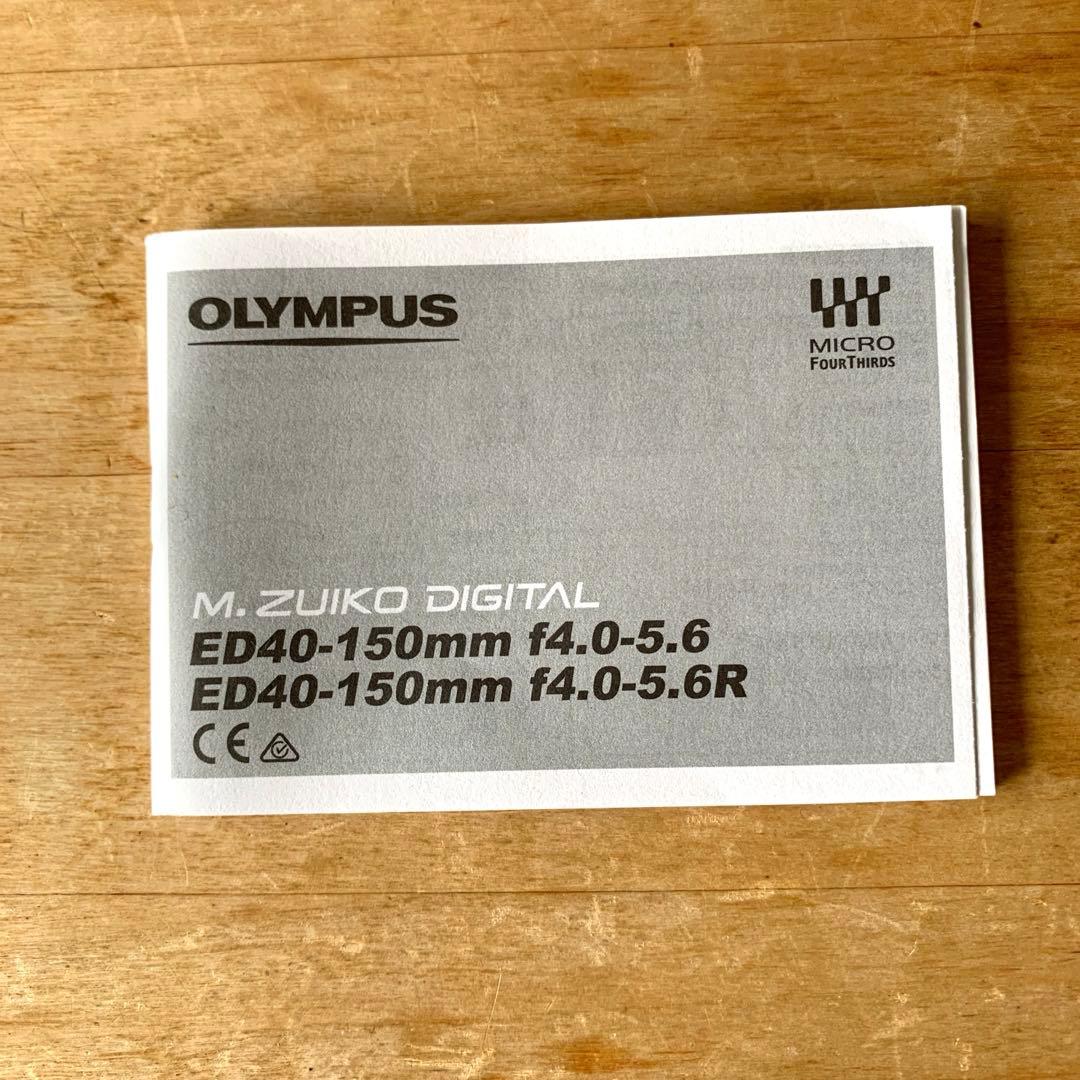 OLYMPUS
MICRO
FOURTHIRDS
M. ZUIKO DIGITAL
ED40-150mm f4.0-5.6
ED40-150mm f4.0-5.6R
CE